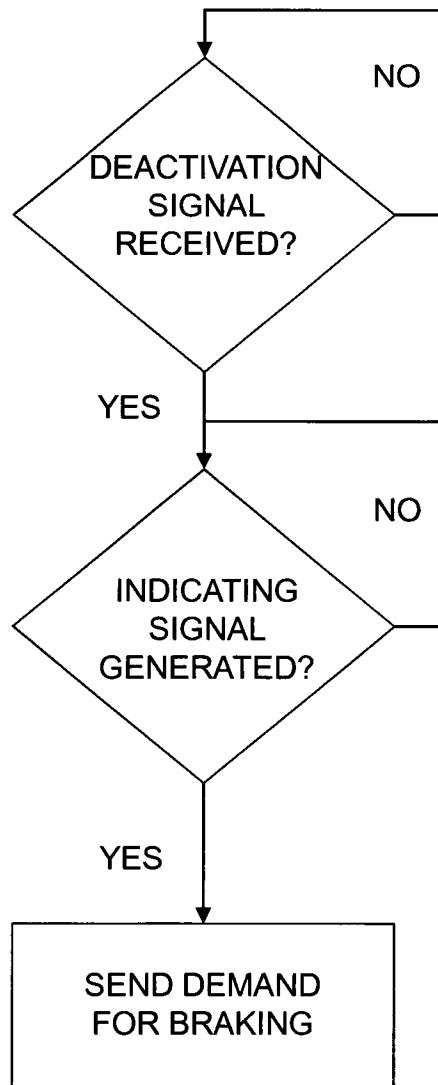 NO
DEACTIVATION
SIGNAL
RECEIVED?
YES
NO
INDICATING
SIGNAL
GENERATED?
YES
SEND DEMAND
FOR BRAKING